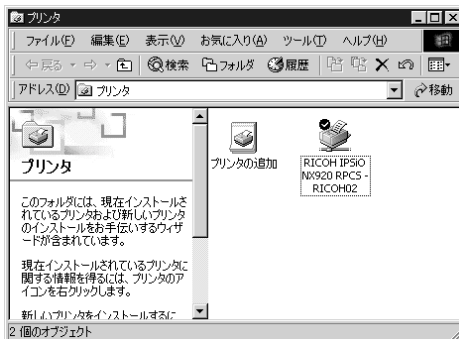 プリンタ
ファイル(F) 編集(E) 表示(V) お気に入り(A) ツール(T) ヘルプ(H)
戻る 検索 フォルダ 履歴
アドレス(D) プリンタ 移動
プリンタ
このフォルダには、現在インストールさ
れているプリンタおよび新しいプリンタ
のインストールをお手伝いするウィザ
ードが含まれています。
現在インストールされているプリンタに
関する情報を得るには、プリンタのア
イコンを右クリックします。
新しいプリンタをインストールするに
プリンタの追加
RICOH IPSiO
NX920 RPCS -
RICOH02
2 個のオブジェクト